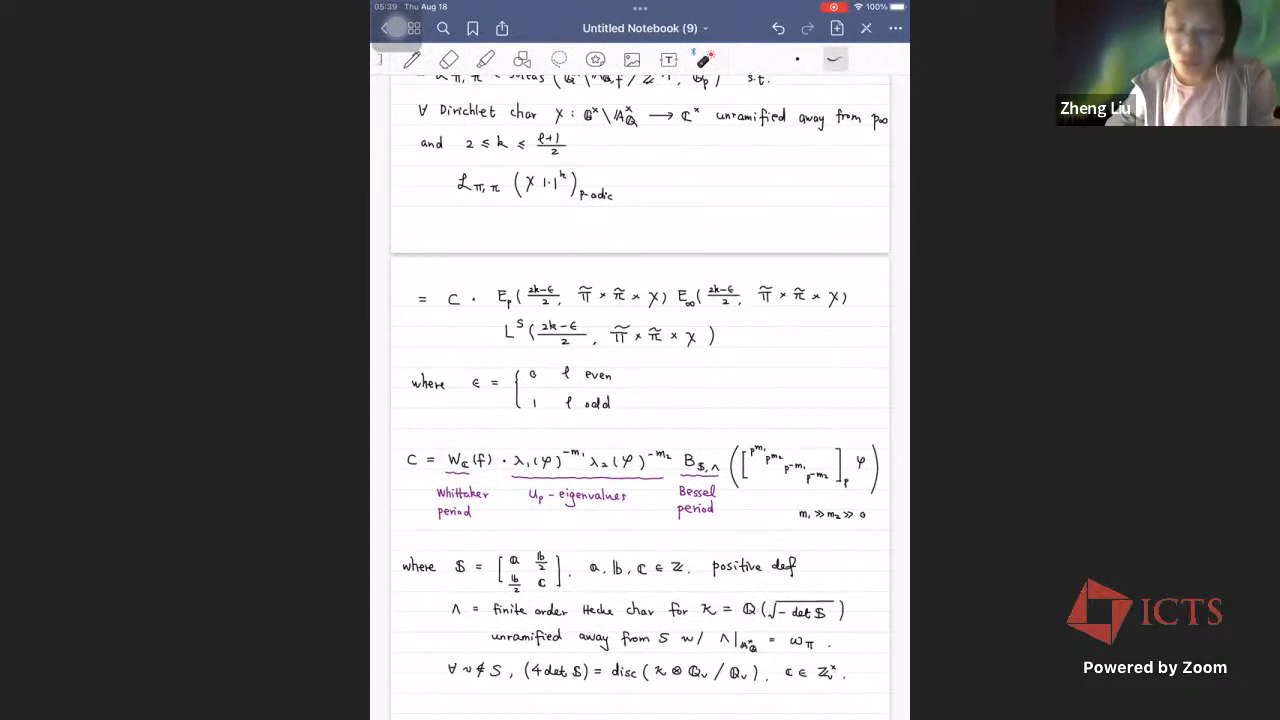 05:39 Thu Aug 18
100%
Untitled Notebook (9)
∀ Dirichlet char χ : ℚ^× \ 𝔸_ℚ^× → ℂ^× unramified away from p∞
and 2 ≤ k ≤ (ℓ+1)/2
ℒ_{Π,π} (χ |·|^k)_{p-adic}
= C · E_p( (2k-ϵ)/2, Π̃ × π̃ × χ ) E_∞( (2k-ϵ)/2, Π̃ × π̃ × χ )
L^S( (2k-ϵ)/2, Π̃ × π̃ × χ )
where ϵ = { 0 ℓ even
1 ℓ odd
C = W_ℂ(f) · λ_1(φ)^{-m_1} λ_2(φ)^{-m_2} B_{𝕊,Λ} ( [ p^{m_1} p^{m_2} p^{-m_1} p^{-m_2} ]_p φ )
Whittaker period
U_p - eigenvalues
Bessel period
m_1 ≫ m_2 ≫ 0
where 𝕊 = [ 𝕒 𝕓/2 ; 𝕓/2 𝕔 ], 𝕒, 𝕓, 𝕔 ∈ ℤ. positive def
Λ = finite order Hecke char for 𝒦 = ℚ(√(-det 𝕊))
unramified away from S w/ Λ|_{𝔸_ℚ^×} = ω_Π .
∀ v ∉ S, (4 det 𝕊) = disc( 𝒦 ⊗ ℚ_v / ℚ_v ), 𝕔 ∈ ℤ_v^×.
Zheng Liu
ICTS
Powered by Zoom